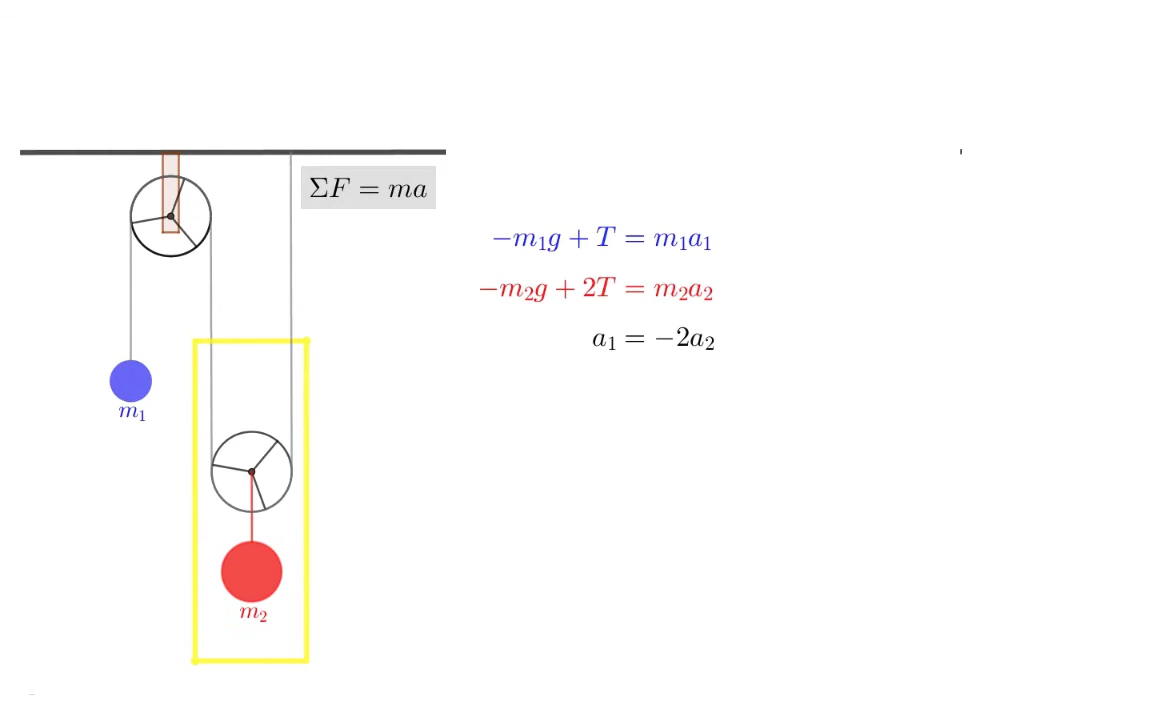 ΣF = ma
−m₁g + T = m₁a₁
−m₂g + 2T = m₂a₂
a₁ = −2a₂
m₁
m₂